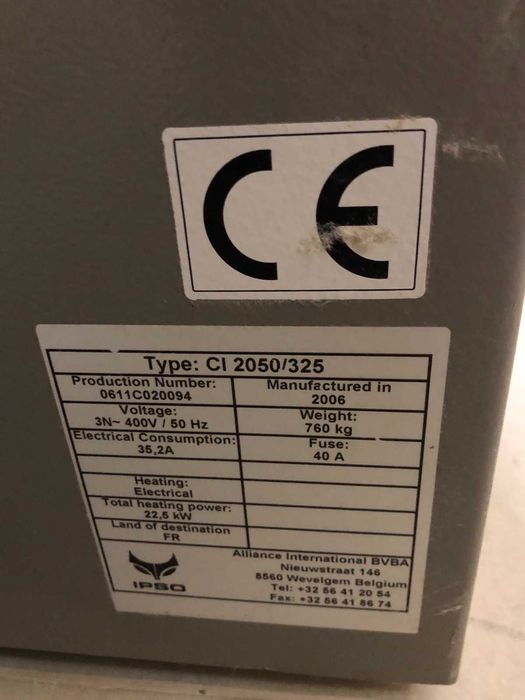 CE
Type: CI 2050/325
Production Number:
0611C020094
Manufactured in
2006
Voltage:
3N~ 400V / 50 Hz
Weight:
760 kg
Electrical Consumption:
35,2A
Fuse:
40 A
Heating:
Electrical
Total heating power:
22,5 kW
Land of destination
FR
IPSO
Alliance International BVBA
Nieuwstraat 146
8560 Wevelgem Belgium
Tel: +32 56 41 20 54
Fax: +32 56 41 86 74